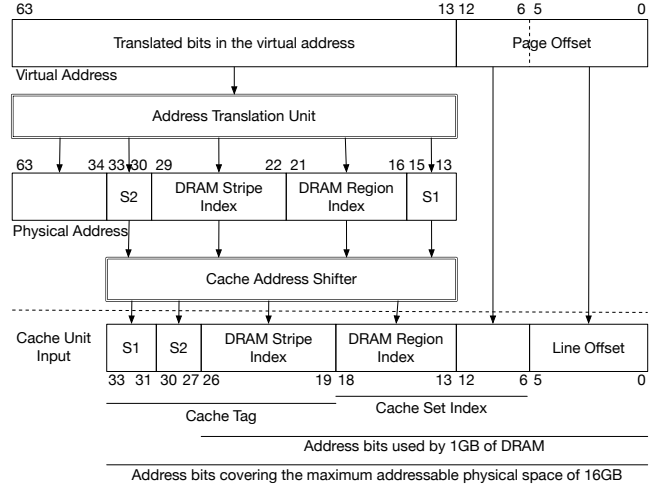 63 13 12 6 5 0
Translated bits in the virtual address Page Offset
Virtual Address
Address Translation Unit
63 34 33 30 29 22 21 16 15 13
S2 DRAM Stripe Index DRAM Region Index S1
Physical Address
Cache Address Shifter
Cache Unit Input
S1 S2 DRAM Stripe Index DRAM Region Index Line Offset
33 31 30 27 26 19 18 13 12 6 5 0
Cache Tag
Cache Set Index
Address bits used by 1GB of DRAM
Address bits covering the maximum addressable physical space of 16GB